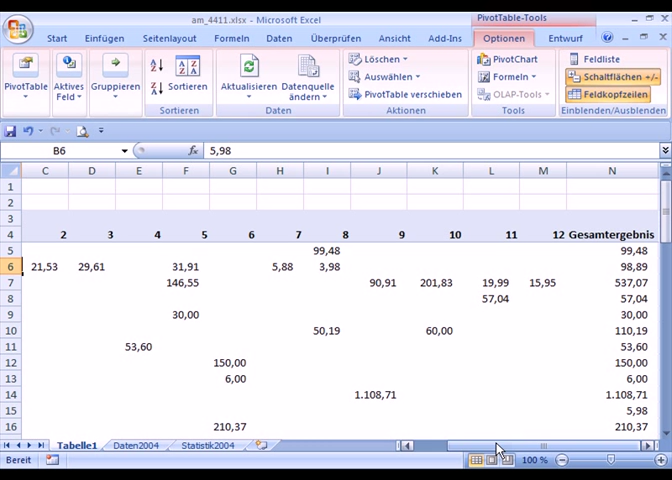 am_4411.xlsx - Microsoft Excel
PivotTable-Tools
Start Einfügen Seitenlayout Formeln Daten Überprüfen Ansicht Add-Ins Optionen Entwurf
PivotTable
Aktives Feld
Gruppieren
Sortieren
Sortieren
Aktualisieren
Datenquelle ändern
Daten
Löschen
Auswählen
PivotTable verschieben
Aktionen
PivotChart
Formeln
OLAP-Tools
Tools
Feldliste
Schaltflächen +/-
Feldkopfzeilen
Einblenden/Ausblenden
B6 fx 5,98
C D E F G H I J K L M N
1
2
3
4 2 3 4 5 6 7 8 9 10 11 12 Gesamtergebnis
5 99,48 99,48
6 21,53 29,61 31,91 5,88 3,98 98,89
7 146,55 90,91 201,83 19,99 15,95 537,07
8 57,04 57,04
9 30,00 30,00
10 50,19 60,00 110,19
11 53,60 53,60
12 150,00 150,00
13 6,00 6,00
14 1.108,71 1.108,71
15 5,98
16 210,37 210,37
Tabelle1 Daten2004 Statistik2004
Bereit 100 %